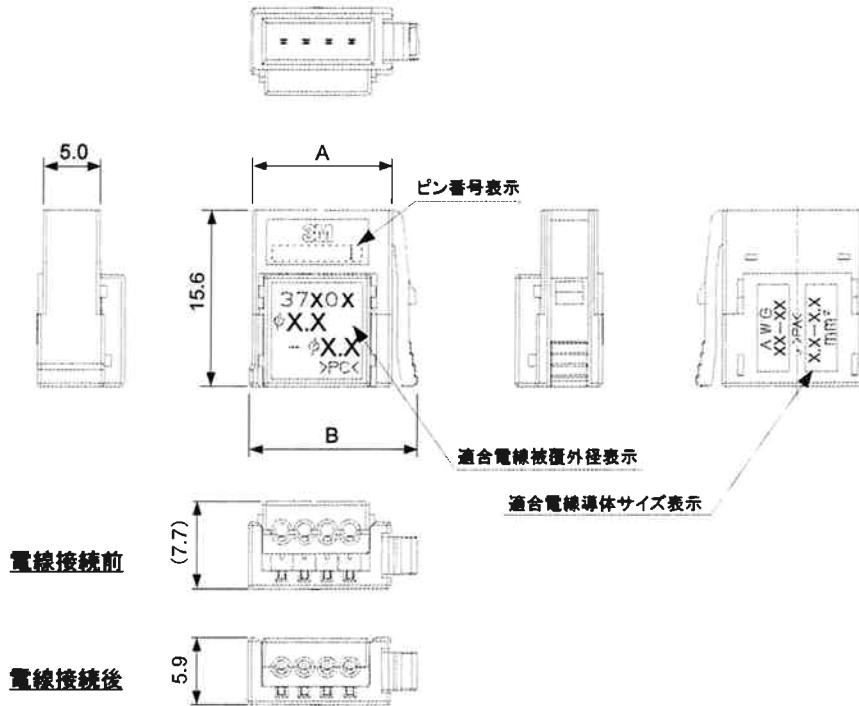 5.0
A
ピン番号表示
15.6
3M
37X0X
φX.X
-- φX.X
>PC<
AWG
XX-XX
>PA<
X.X-X.X
mm²
B
適合電線被覆外径表示
適合電線導体サイズ表示
電線接続前
(7.7)
電線接続後
5.9